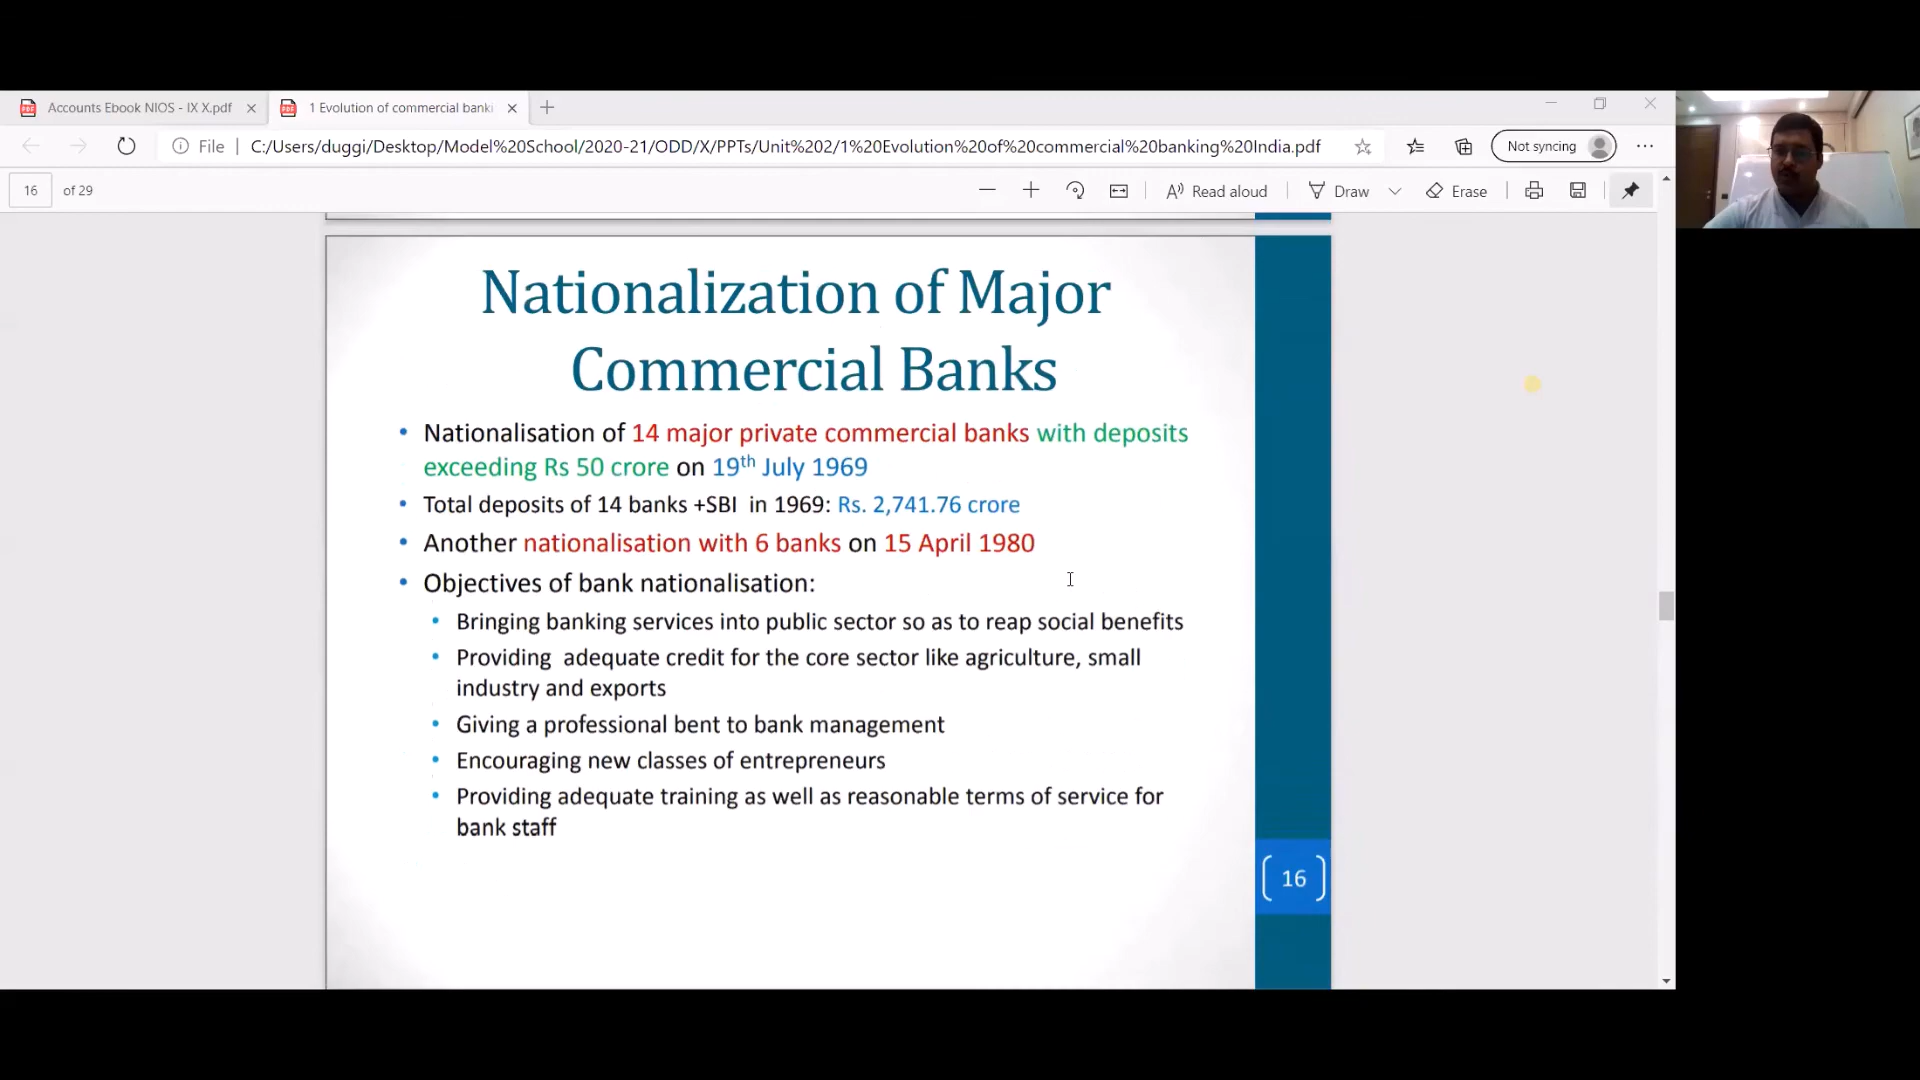 Accounts Ebook NIOS - IX X.pdf
1 Evolution of commercial banki
File
C:/Users/duggi/Desktop/Model%20School/2020-21/ODD/X/PPTs/Unit%202/1%20Evolution%20of%20commercial%20banking%20India.pdf
Not syncing
16 of 29
Read aloud
Draw
Erase
Nationalization of Major
Commercial Banks
• Nationalisation of 14 major private commercial banks with deposits
exceeding Rs 50 crore on 19th July 1969
• Total deposits of 14 banks +SBI in 1969: Rs. 2,741.76 crore
• Another nationalisation with 6 banks on 15 April 1980
• Objectives of bank nationalisation:
• Bringing banking services into public sector so as to reap social benefits
• Providing adequate credit for the core sector like agriculture, small
industry and exports
• Giving a professional bent to bank management
• Encouraging new classes of entrepreneurs
• Providing adequate training as well as reasonable terms of service for
bank staff
16